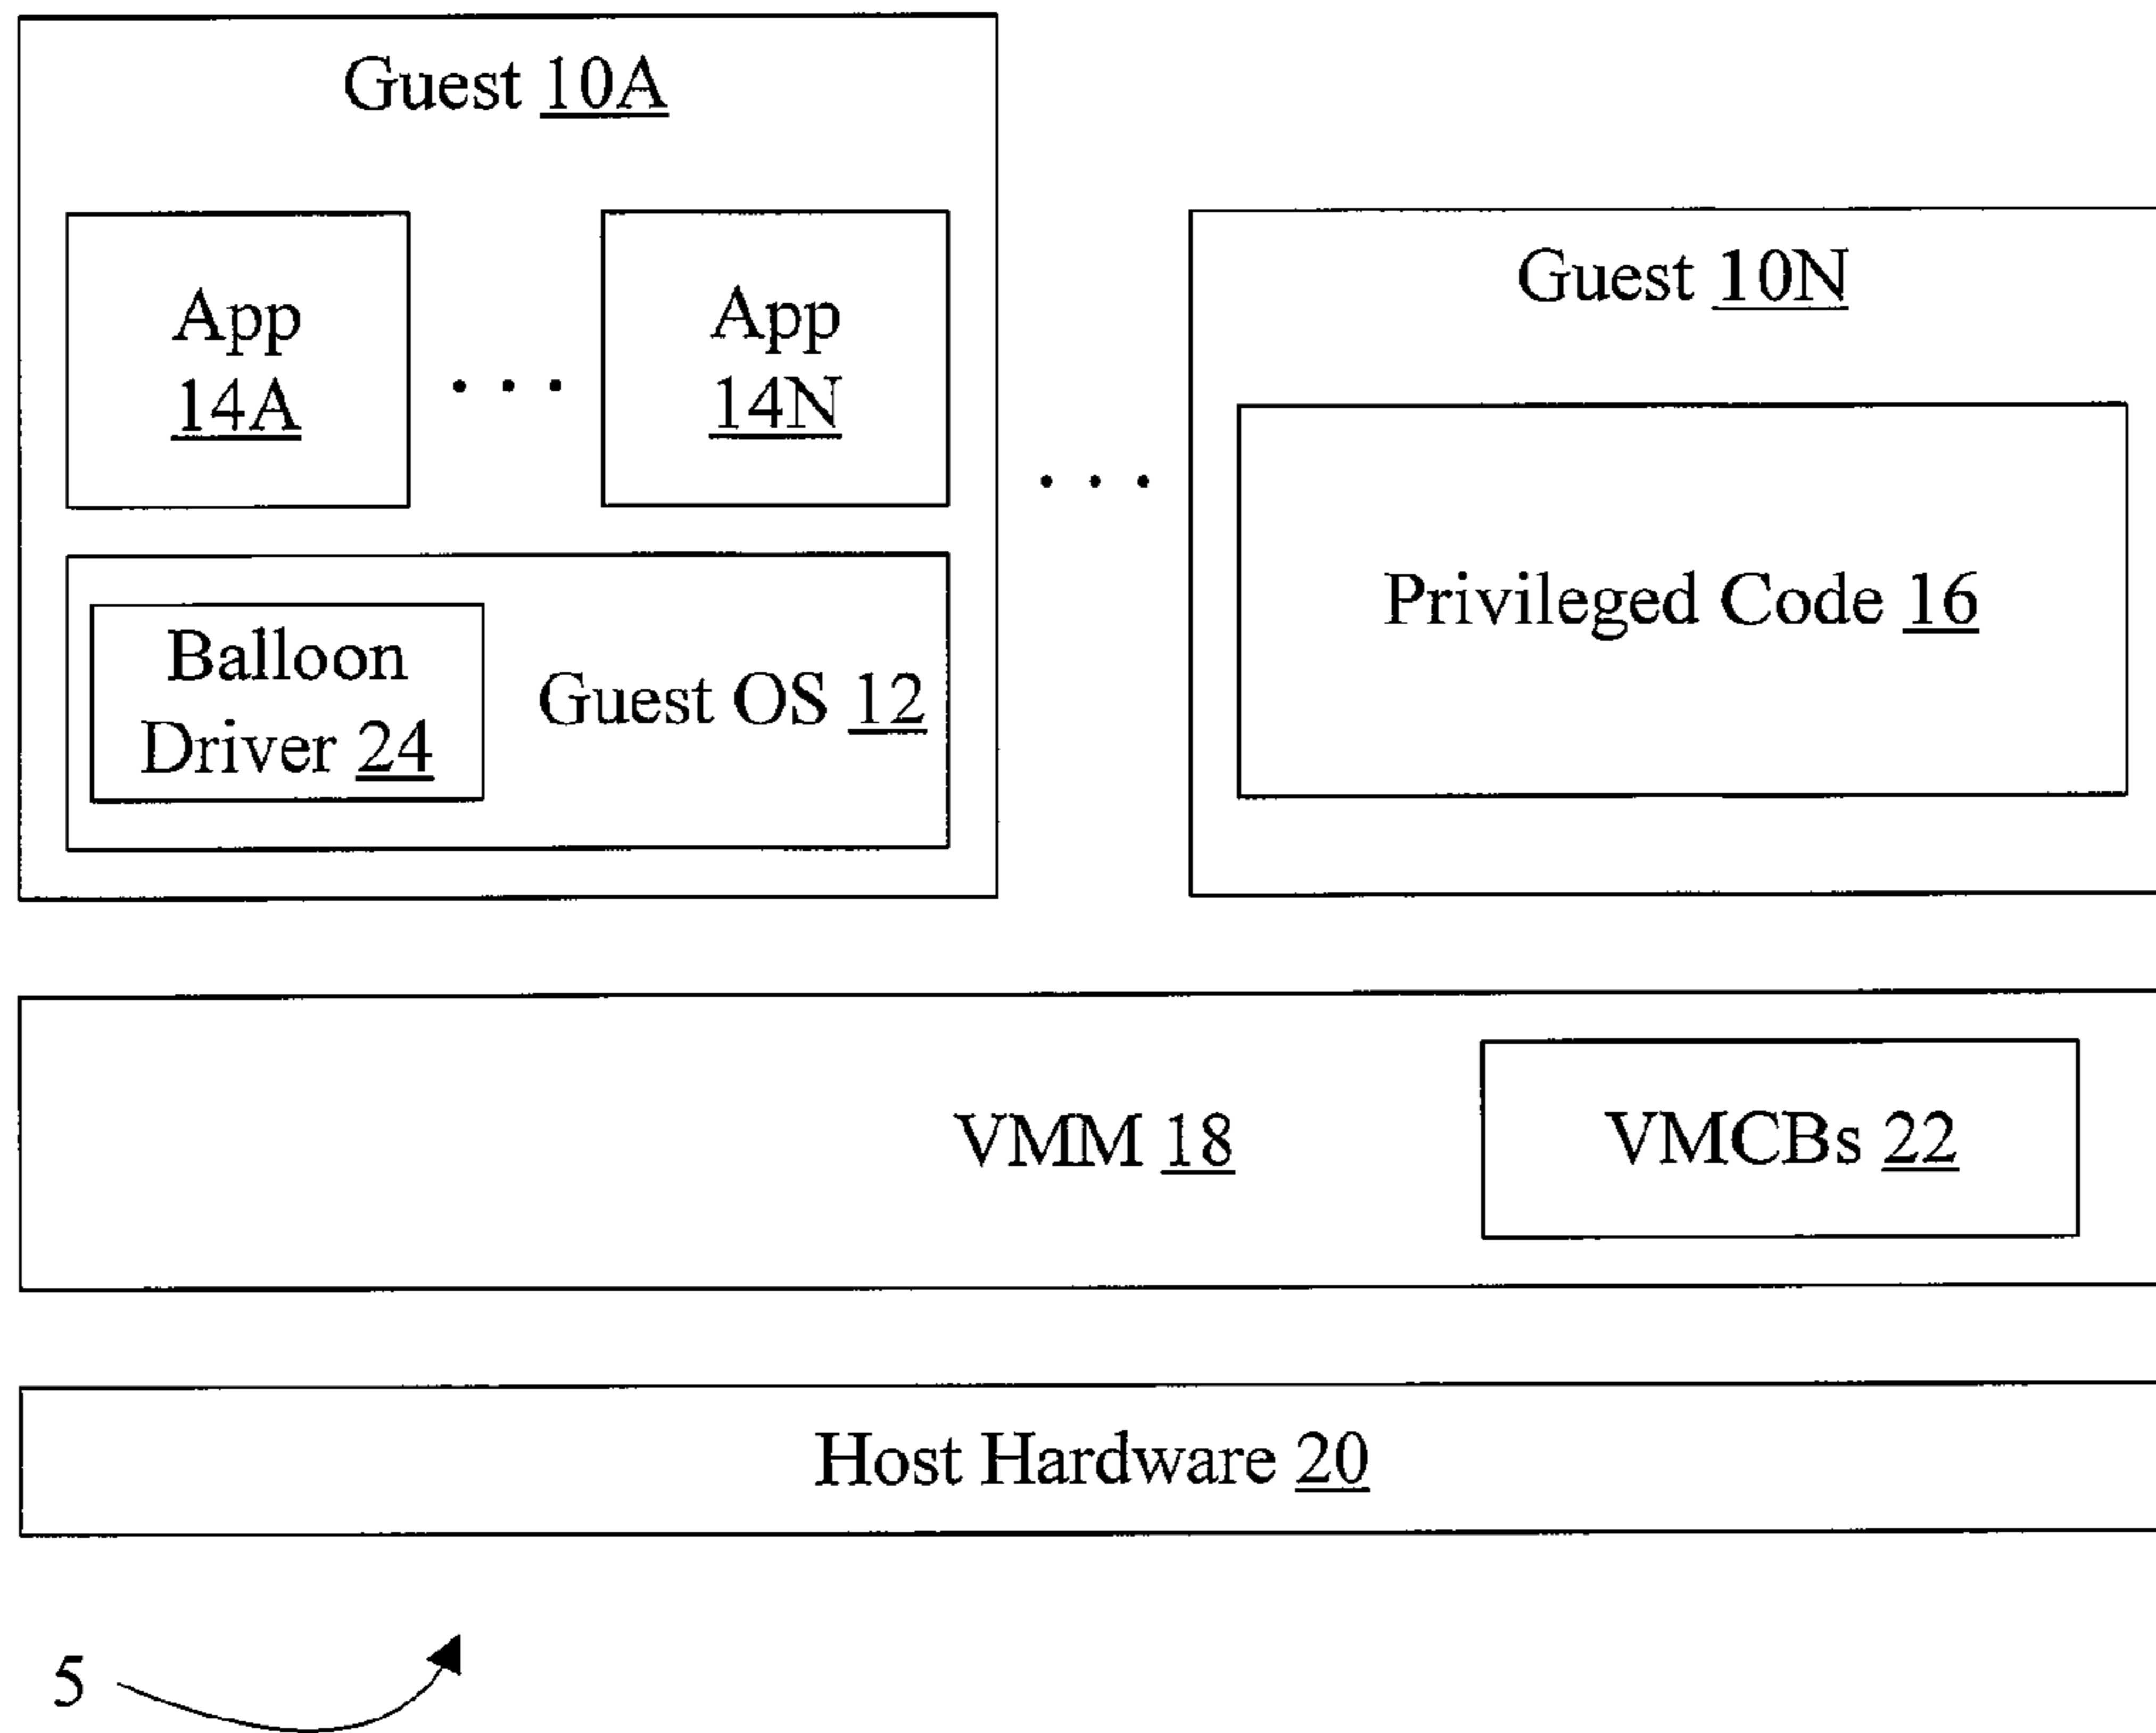 Guest 10A
App
14A
. . .
App
14N
Guest 10N
. . .
Privileged Code 16
Balloon
Driver 24
Guest OS 12
VMM 18
VMCBs 22
Host Hardware 20
5